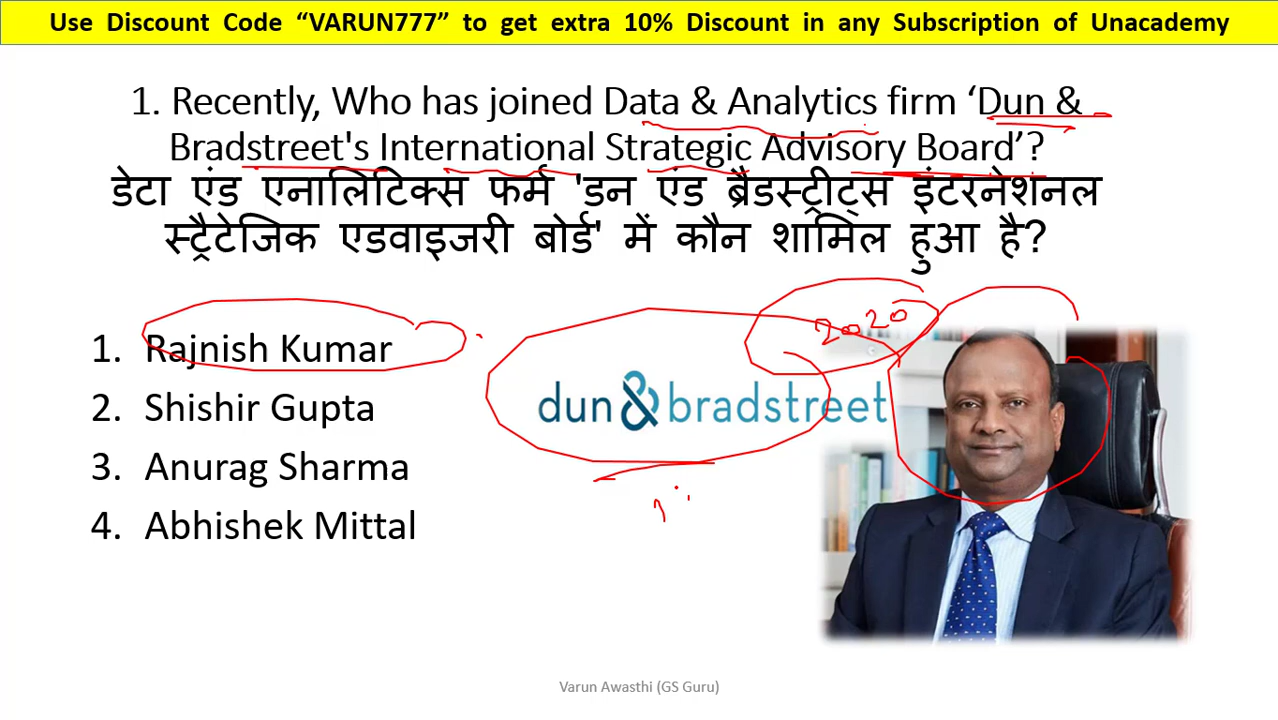 Use Discount Code “VARUN777” to get extra 10% Discount in any Subscription of Unacademy
1. Recently, Who has joined Data & Analytics firm ‘Dun &
Bradstreet's International Strategic Advisory Board’?
डेटा एंड एनालिटिक्स फर्म 'डन एंड ब्रैडस्ट्रीट्स इंटरनेशनल
स्ट्रैटेजिक एडवाइजरी बोर्ड' में कौन शामिल हुआ है?
2020
1. Rajnish Kumar
2. Shishir Gupta
3. Anurag Sharma
4. Abhishek Mittal
dun & bradstreet
Varun Awasthi (GS Guru)